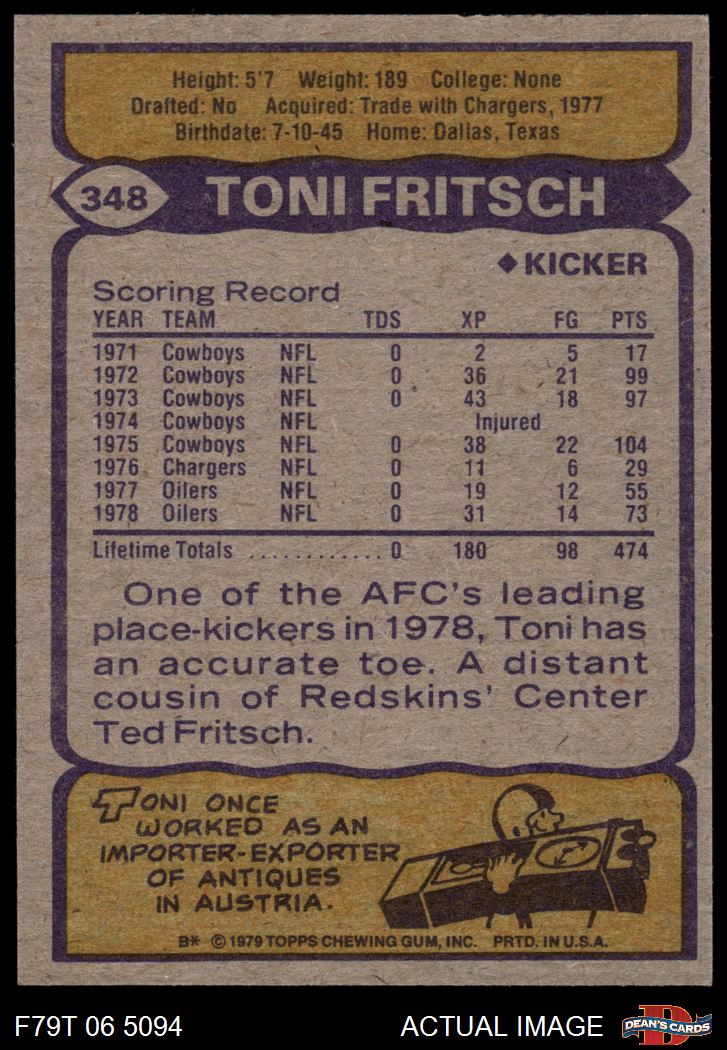 Height: 5'7 Weight: 189 College: None
Drafted: No Acquired: Trade with Chargers, 1977
Birthdate: 7-10-45 Home: Dallas, Texas
348 TONI FRITSCH
◆ KICKER
Scoring Record
YEAR TEAM TDS XP FG PTS
1971 Cowboys NFL 0 2 5 17
1972 Cowboys NFL 0 36 21 99
1973 Cowboys NFL 0 43 18 97
1974 Cowboys NFL Injured
1975 Cowboys NFL 0 38 22 104
1976 Chargers NFL 0 11 6 29
1977 Oilers NFL 0 19 12 55
1978 Oilers NFL 0 31 14 73
Lifetime Totals ............ 0 180 98 474
One of the AFC's leading
place-kickers in 1978, Toni has
an accurate toe. A distant
cousin of Redskins' Center
Ted Fritsch.
TONI ONCE
WORKED AS AN
IMPORTER-EXPORTER
OF ANTIQUES
IN AUSTRIA.
B* © 1979 TOPPS CHEWING GUM, INC. PRTD. IN U.S.A.
F79T 06 5094 ACTUAL IMAGE
D
DEAN'S CARDS